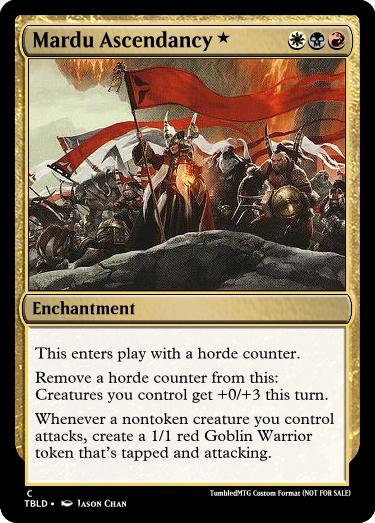 Mardu Ascendancy ★
Enchantment
This enters play with a horde counter.
Remove a horde counter from this:
Creatures you control get +0/+3 this turn.
Whenever a nontoken creature you control
attacks, create a 1/1 red Goblin Warrior
token that's tapped and attacking.
C
TBLD • Jason Chan
TumbledMTG Custom Format (NOT FOR SALE)